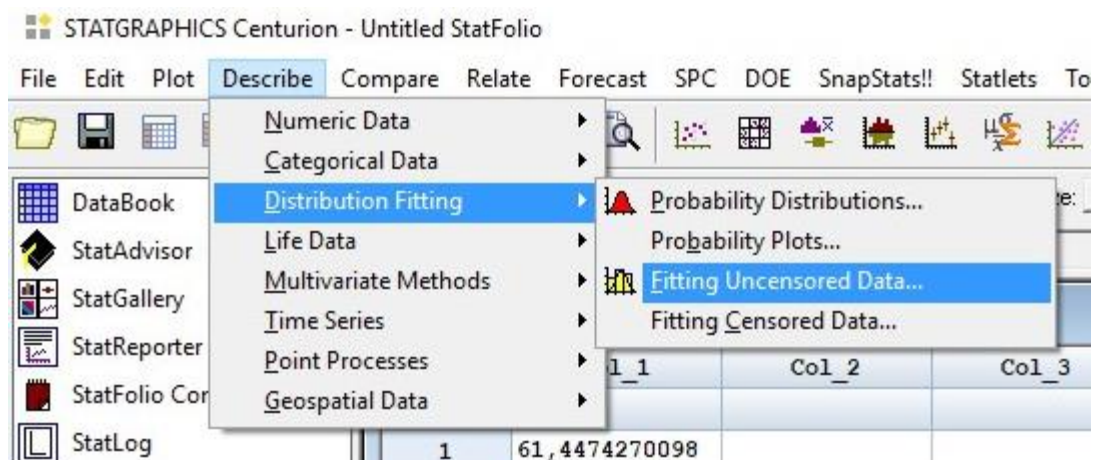 STATGRAPHICS Centurion - Untitled StatFolio
File Edit Plot Describe Compare Relate Forecast SPC DOE SnapStats!! Statlets To
Numeric Data
Categorical Data
Distribution Fitting
Life Data
Multivariate Methods
Time Series
Point Processes
Geospatial Data
Probability Distributions...
Probability Plots...
Fitting Uncensored Data...
Fitting Censored Data...
DataBook
StatAdvisor
StatGallery
StatReporter
StatFolio Cor
StatLog
e:
l_1 Col_2 Col_3
1 61,4474270098